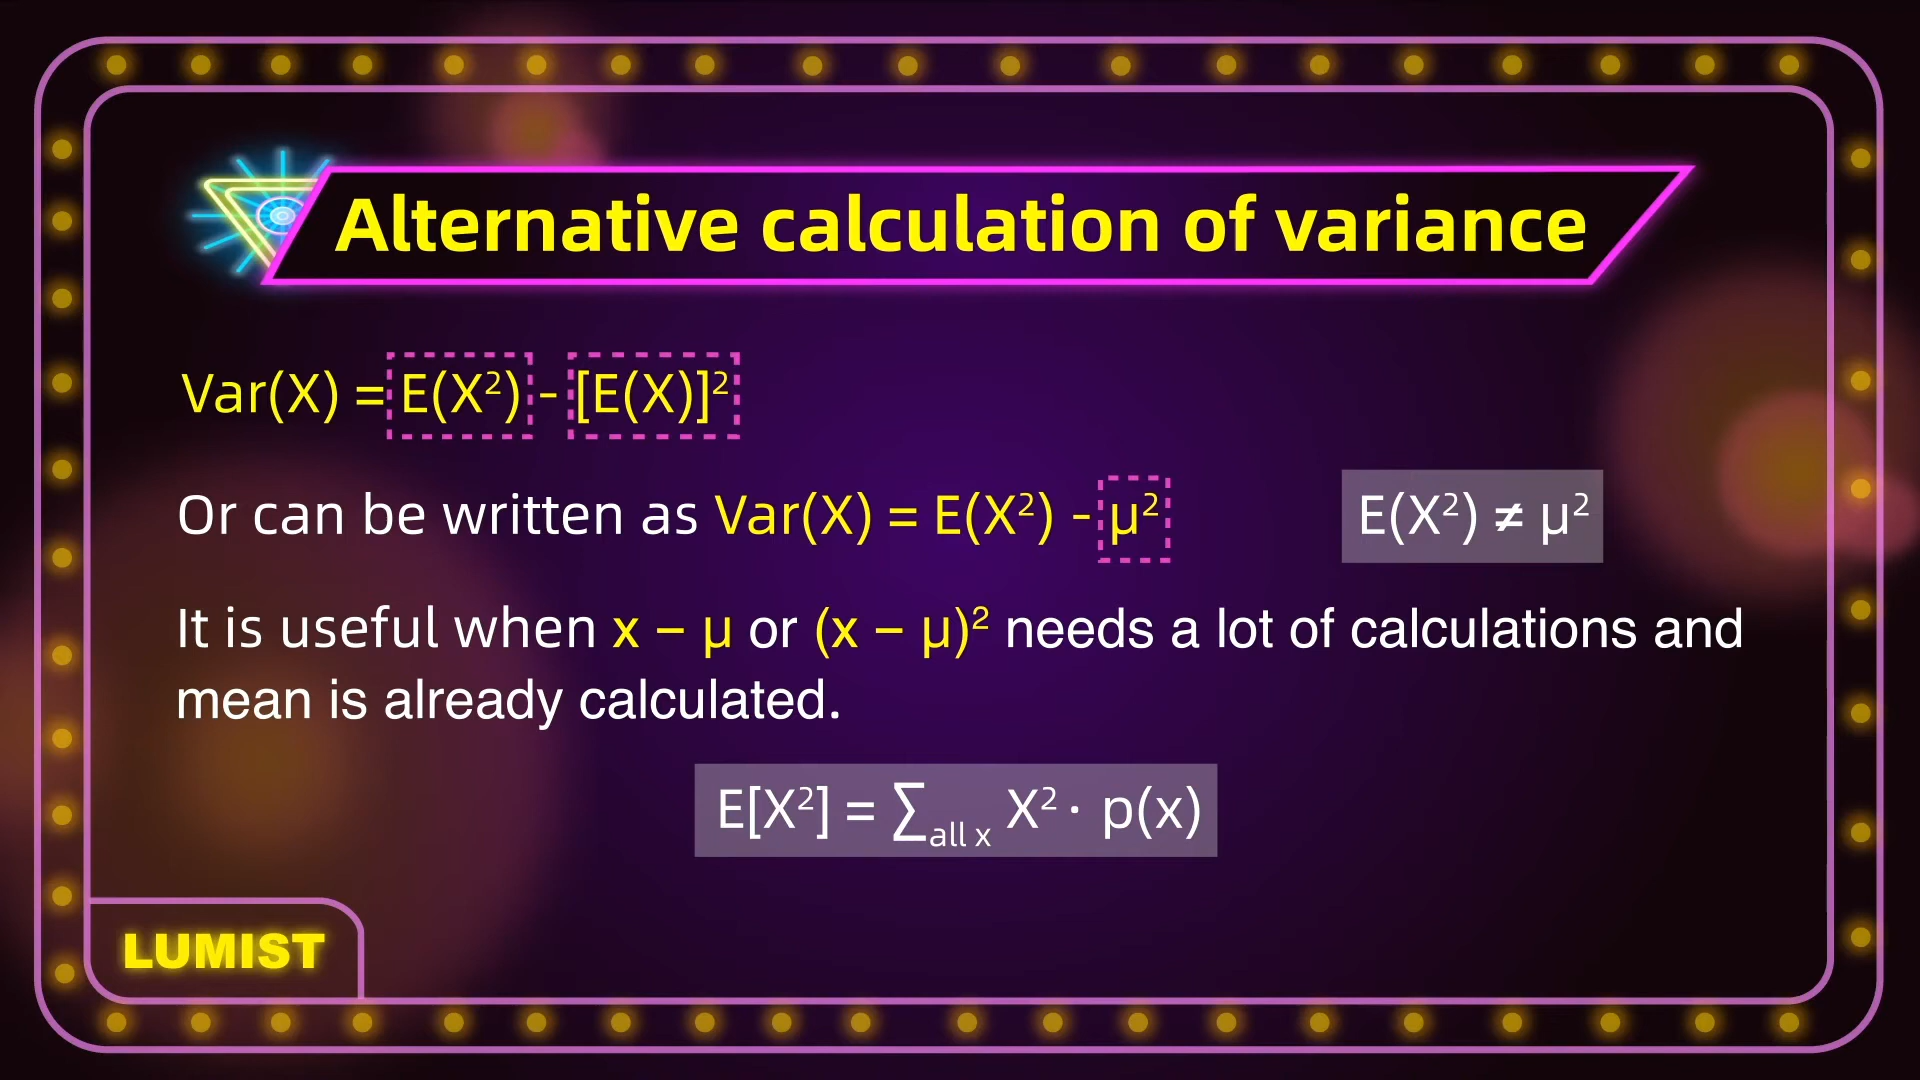 Alternative calculation of variance
Var(X) = E(X²) - [E(X)]²
Or can be written as Var(X) = E(X²) - µ²
E(X²) ≠ µ²
It is useful when x – µ or (x – µ)² needs a lot of calculations and
mean is already calculated.
E[X²] = ∑all x X² · p(x)
LUMIST